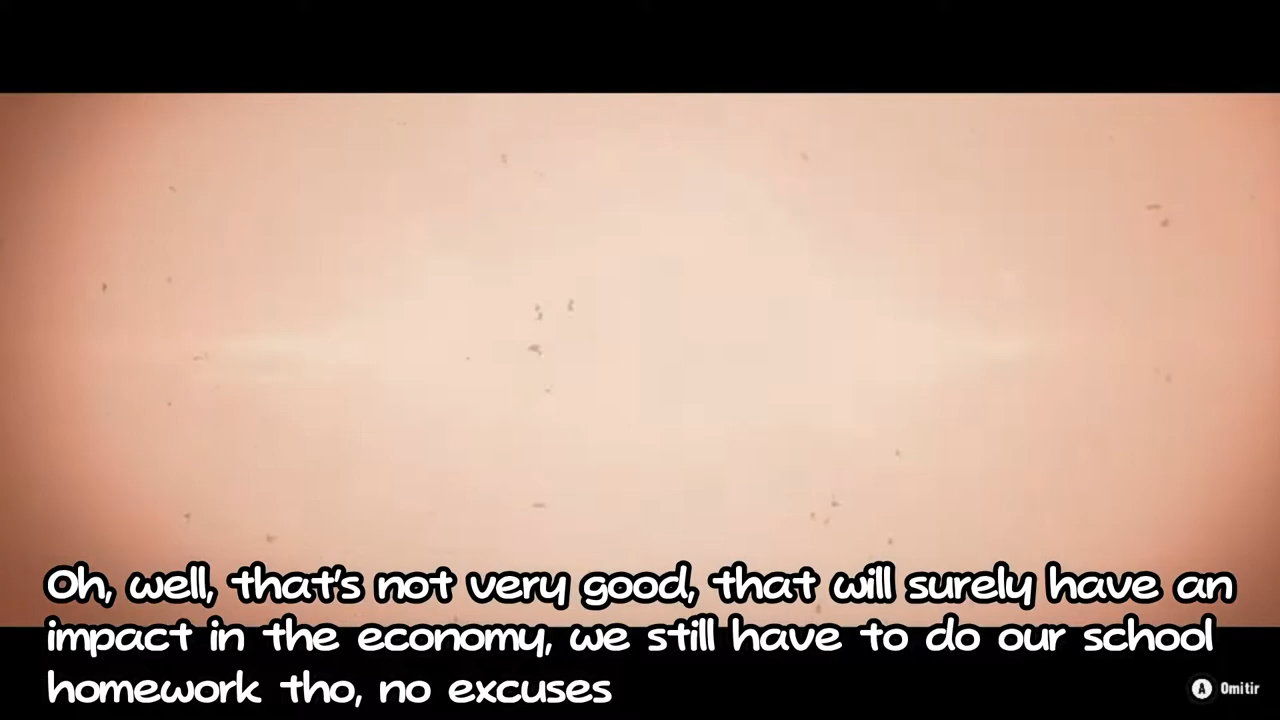 Oh, well, that's not very good, that will surely have an
impact in the economy, we still have to do our school
homework tho, no excuses
A Omitir